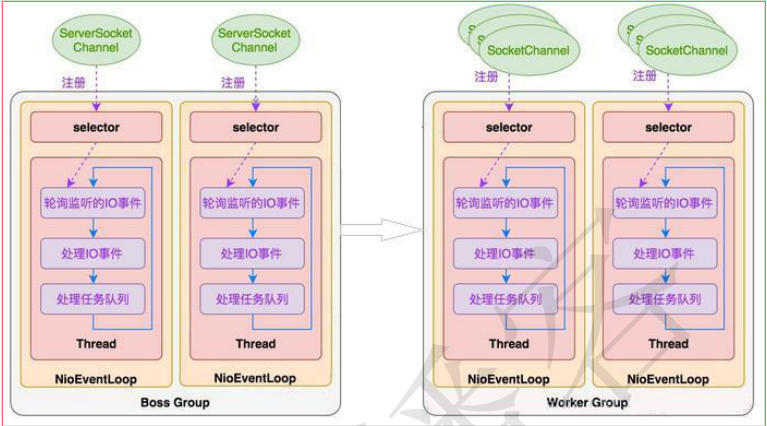 ServerSocket
Channel
ServerSocket
Channel
SocketChannel
SocketChannel
注册
注册
注册
注册
selector
selector
selector
selector
轮询监听的IO事件
轮询监听的IO事件
轮询监听的IO事件
轮询监听的IO事件
处理IO事件
处理IO事件
处理IO事件
处理IO事件
处理任务队列
处理任务队列
处理任务队列
处理任务队列
Thread
Thread
Thread
Thread
NioEventLoop
NioEventLoop
NioEventLoop
NioEventLoop
Boss Group
Worker Group